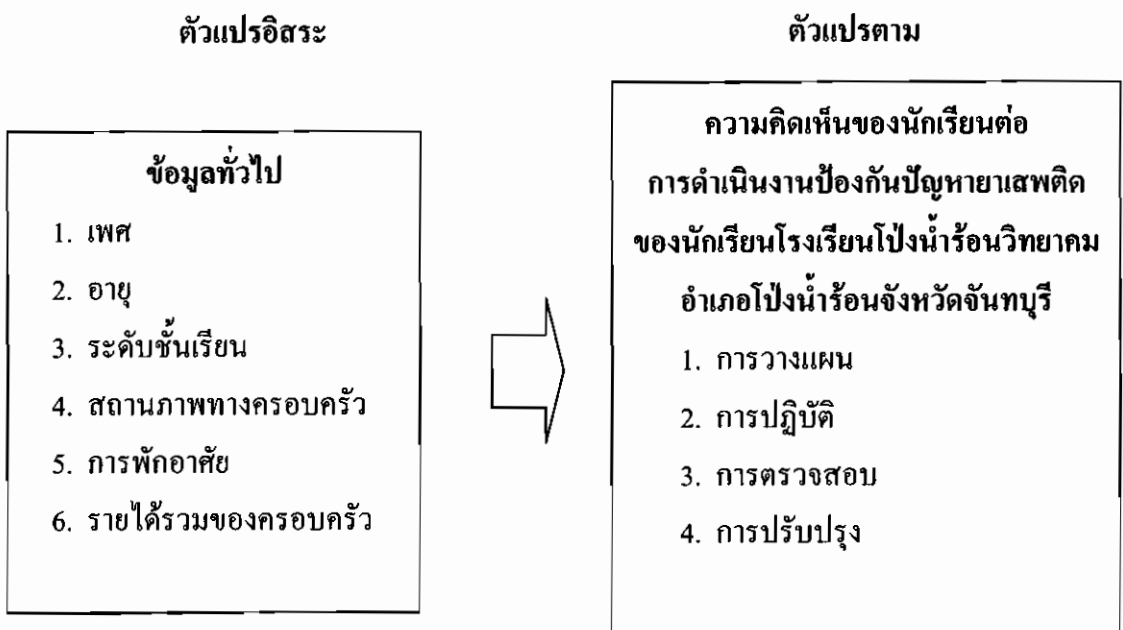 ตัวแปรอิสระ
ตัวแปรตาม
ข้อมูลทั่วไป
1. เพศ
2. อายุ
3. ระดับชั้นเรียน
4. สถานภาพทางครอบครัว
5. การพักอาศัย
6. รายได้รวมของครอบครัว
ความคิดเห็นของนักเรียนต่อ
การดำเนินงานป้องกันปัญหายาเสพติด
ของนักเรียนโรงเรียนโป่งน้ำร้อนวิทยาคม
อำเภอโป่งน้ำร้อนจังหวัดจันทบุรี
1. การวางแผน
2. การปฏิบัติ
3. การตรวจสอบ
4. การปรับปรุง